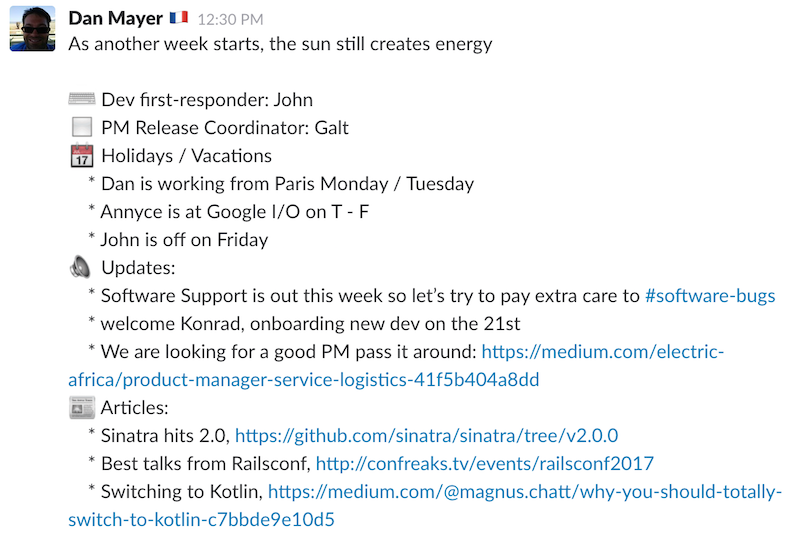 Dan Mayer 12:30 PM
As another week starts, the sun still creates energy
Dev first-responder: John
PM Release Coordinator: Galt
17 Holidays / Vacations
* Dan is working from Paris Monday / Tuesday
* Annyce is at Google I/O on T - F
* John is off on Friday
Updates:
* Software Support is out this week so let’s try to pay extra care to #software-bugs
* welcome Konrad, onboarding new dev on the 21st
* We are looking for a good PM pass it around: https://medium.com/electric-
africa/product-manager-service-logistics-41f5b404a8dd
Articles:
* Sinatra hits 2.0, https://github.com/sinatra/sinatra/tree/v2.0.0
* Best talks from Railsconf, http://confreaks.tv/events/railsconf2017
* Switching to Kotlin, https://medium.com/@magnus.chatt/why-you-should-totally-
switch-to-kotlin-c7bbde9e10d5